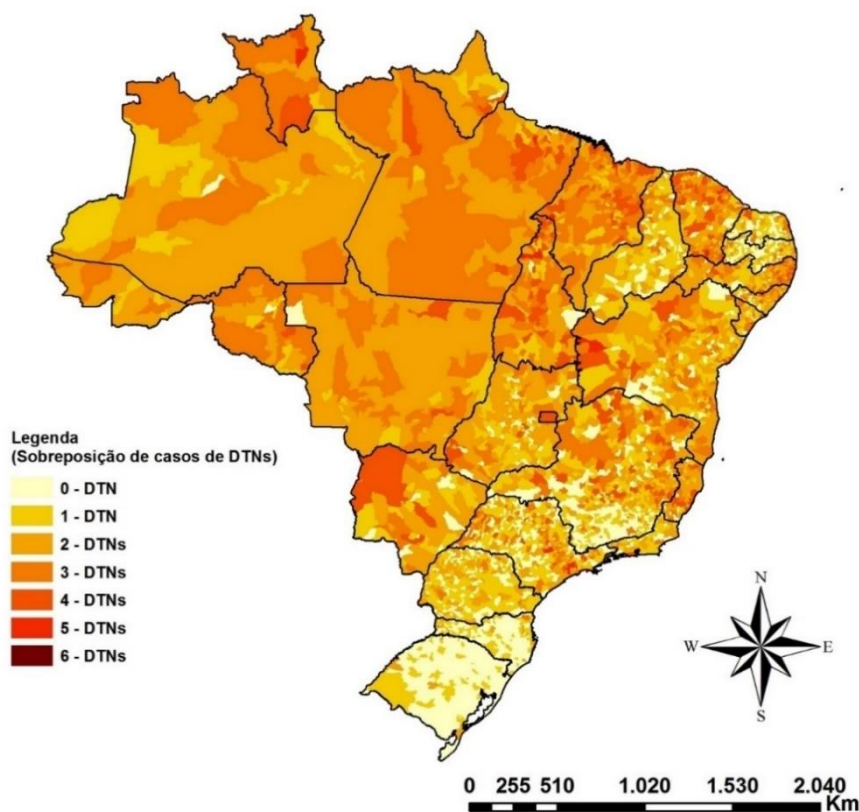 Legenda
(Sobreposição de casos de DTNs)
0 - DTN
1 - DTN
2 - DTNs
3 - DTNs
4 - DTNs
5 - DTNs
6 - DTNs
N
W E
S
0 255 510 1.020 1.530 2.040
Km